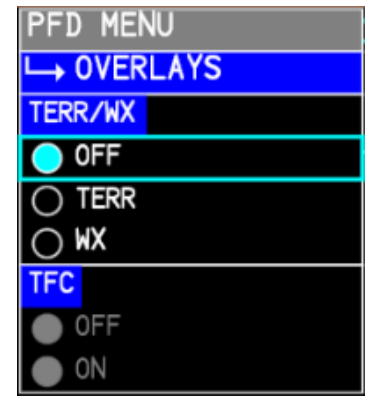 PFD MENU
OVERLAYS
TERR/WX
OFF
TERR
WX
TFC
OFF
ON